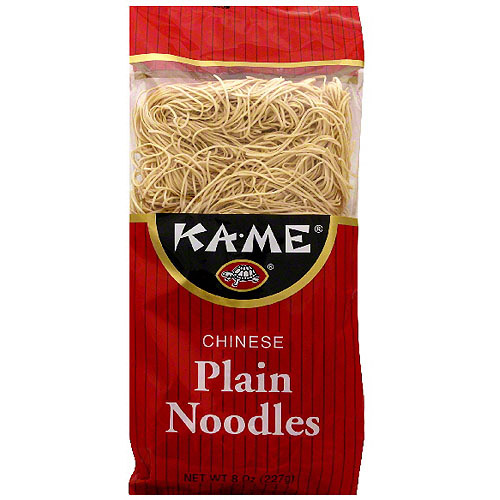 KA·ME®
®
CHINESE
Plain
Noodles
NET WT 8 Oz (227g)